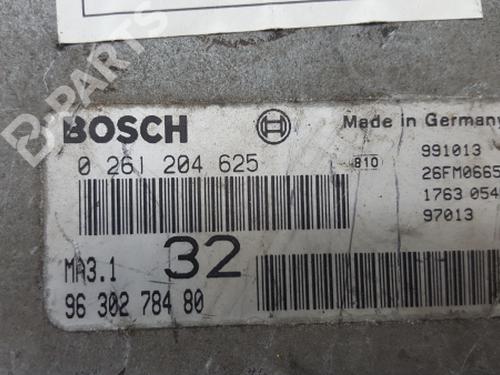 B-PARTS
BOSCH
Made in Germany
0 261 204 625
810
991013
26FM0665
1763 054
97013
MA3.1
32
96 302 784 80